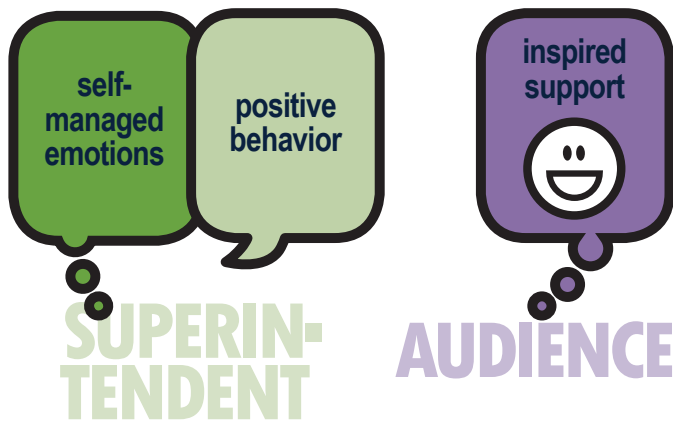 self-
managed
emotions
positive
behavior
inspired
support
SUPERIN-
TENDENT
AUDIENCE